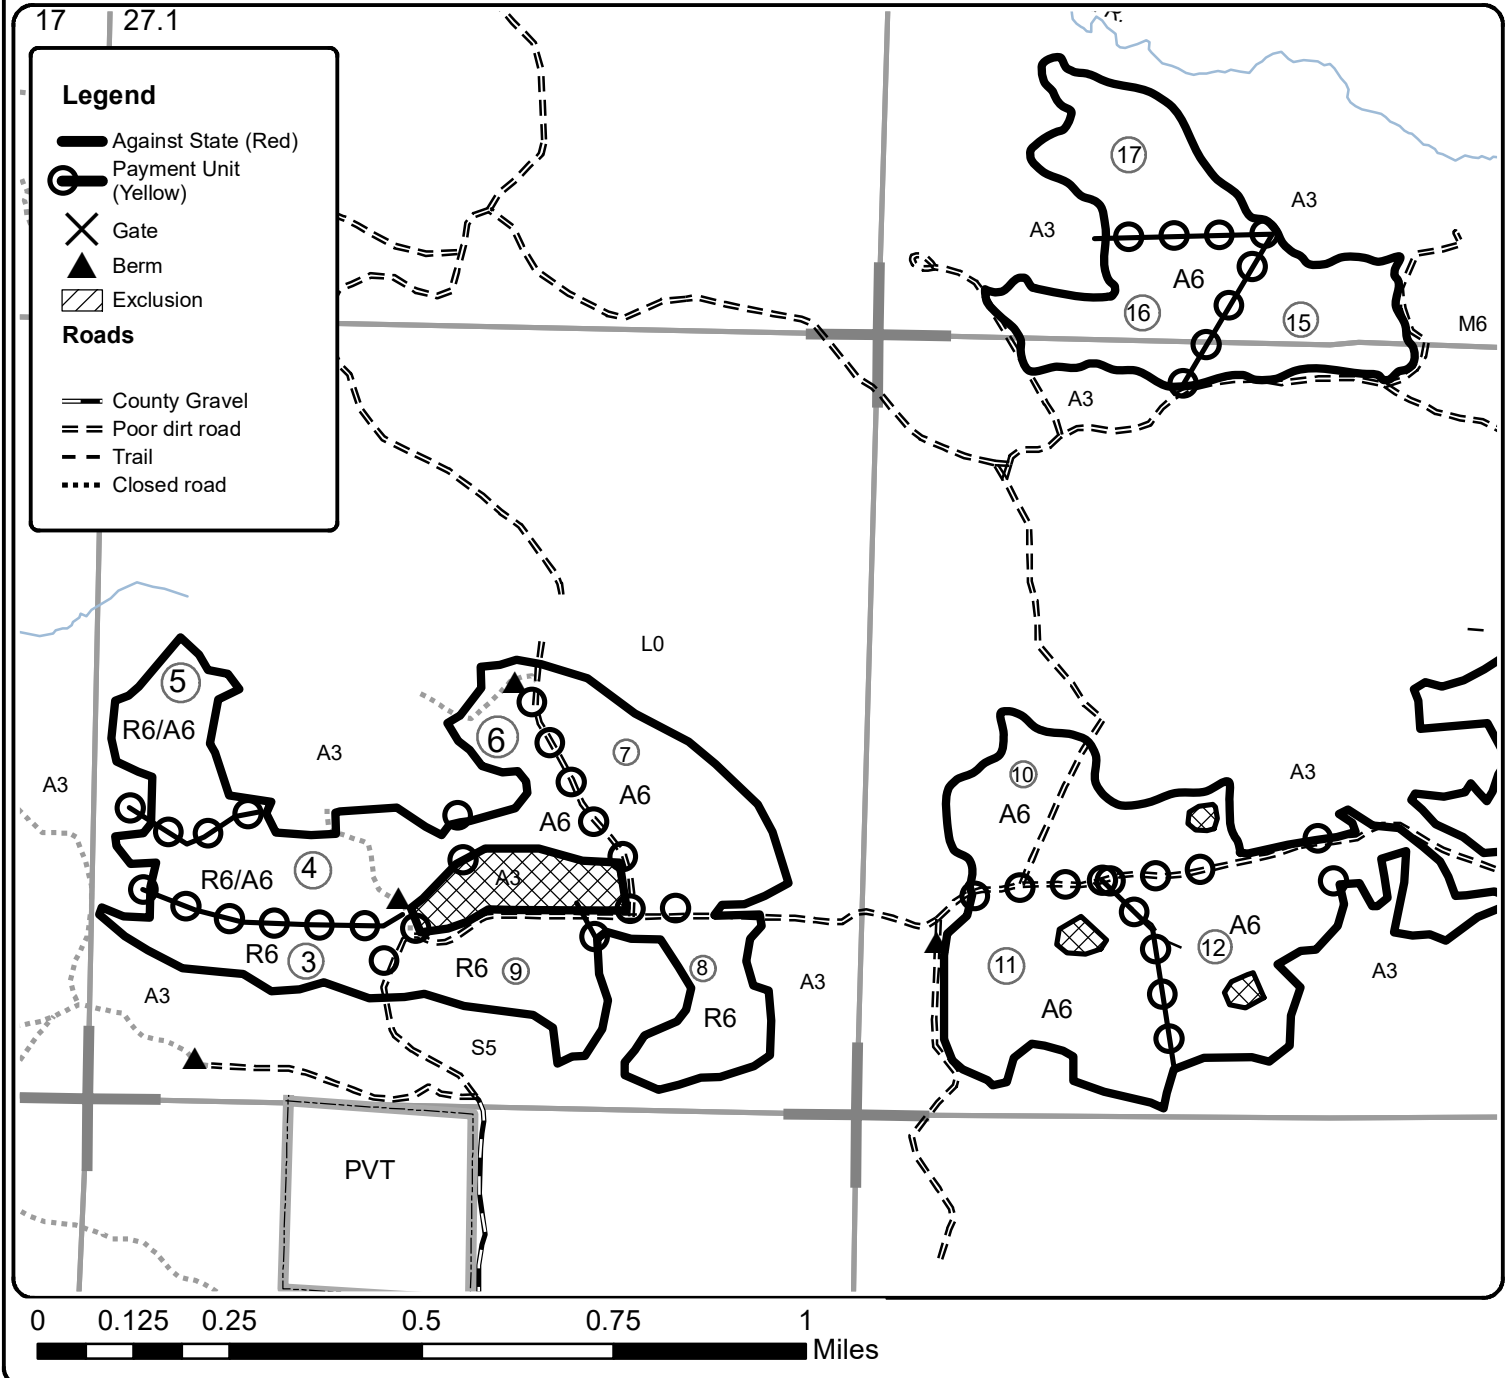 17 27.1
R.
Legend
Against State (Red)
Payment Unit
(Yellow)
Gate
Berm
Exclusion
Roads
County Gravel
Poor dirt road
Trail
Closed road
17
A3
A3
A6
16
15
M6
A3
L0
5
R6/A6
A3
A3
6
7
A6
A6
4
R6/A6
A3
R6
3
R6
9
8
R6
A3
A3
S5
10
A6
A3
A6
12
11
A6
A3
PVT
0 0.125 0.25 0.5 0.75 1
Miles